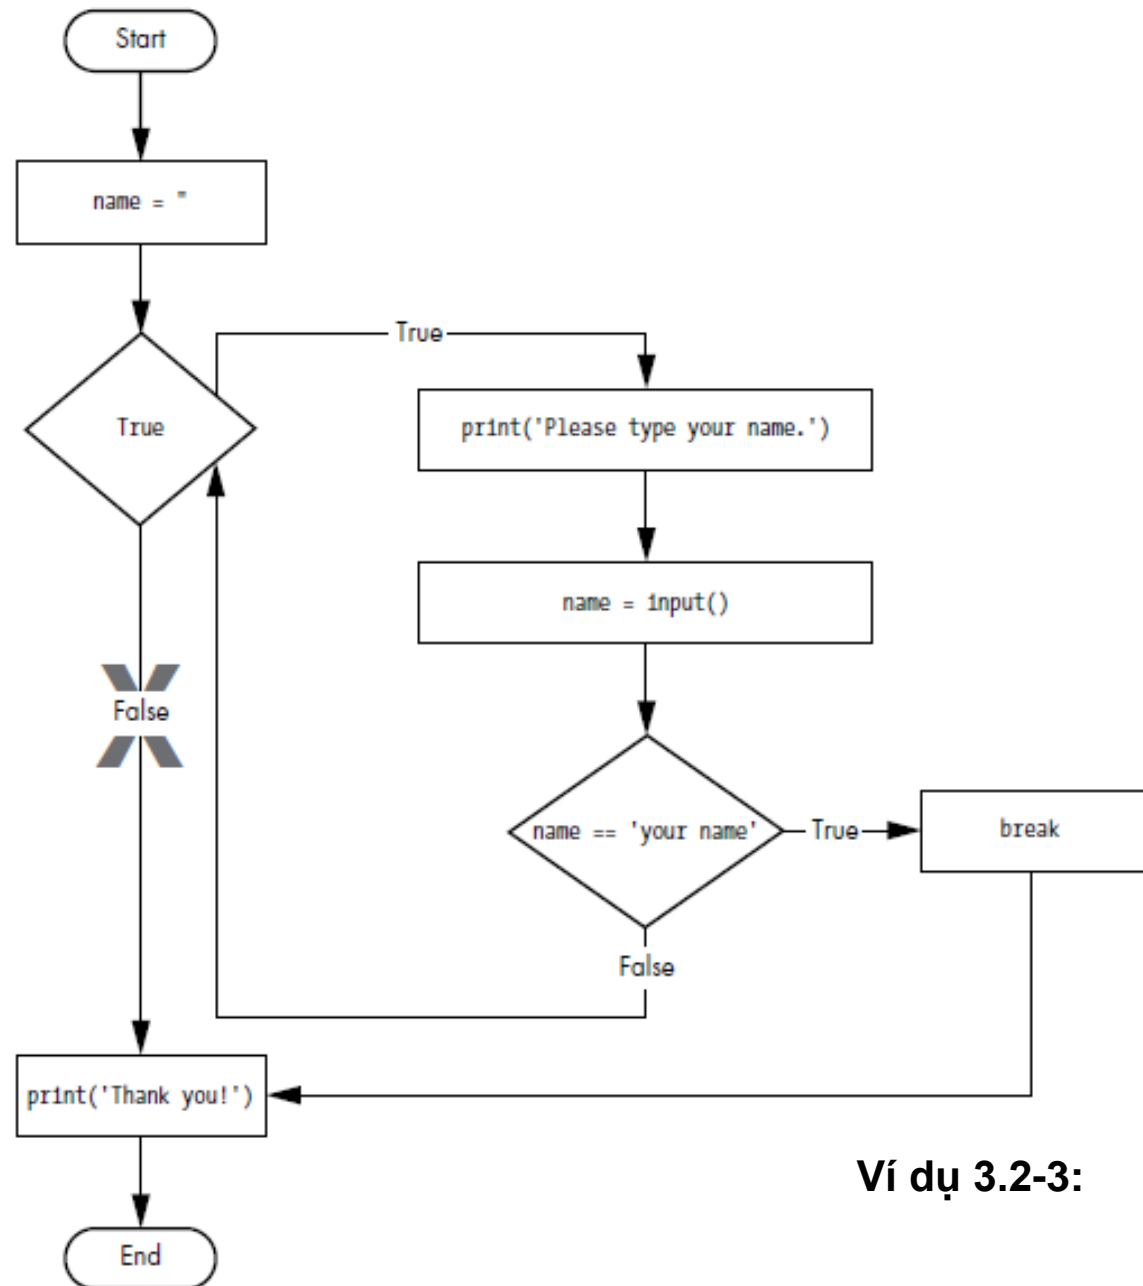 Start
name = "
True
True
print('Please type your name.')
name = input()
False
name == 'your name'
True
break
False
print('Thank you!')
Ví dụ 3.2-3:
End